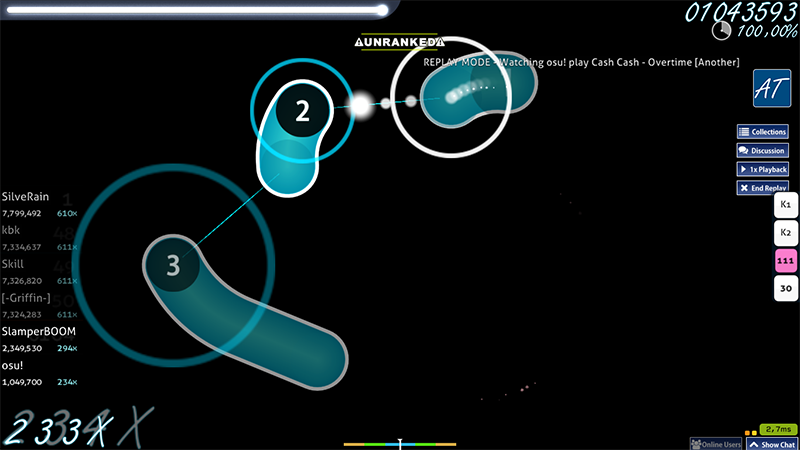 01043593
100,00%
UNRANKED
REPLAY MODE - Watching osu! play Cash Cash - Overtime [Another]
AT
2
3
Collections
Discussion
1x Playback
End Replay
K1
K2
111
30
SilveRain
7,799,492 610x
kbk
7,334,637 611x
Skill
7,326,820 611x
[-Griffin-]
7,324,283 611x
SlamperBOOM
2,349,530 294x
osu!
1,049,700 234x
233X
2,7ms
Online Users
Show Chat